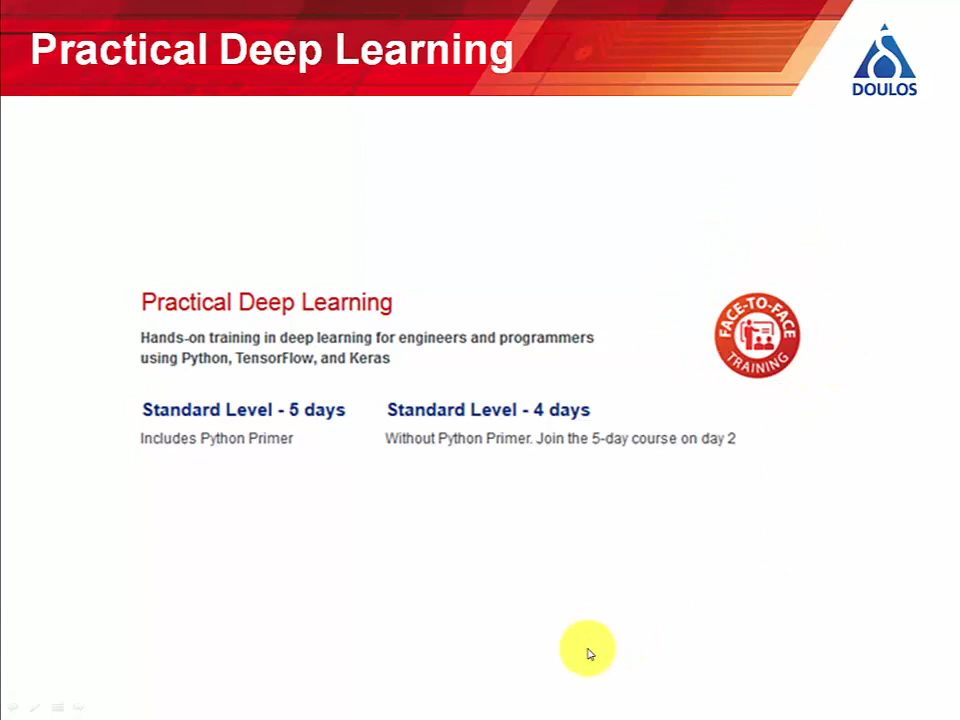 Practical Deep Learning
DOULOS
Practical Deep Learning
FACE-TO-FACE
TRAINING
Hands-on training in deep learning for engineers and programmers
using Python, TensorFlow, and Keras
Standard Level - 5 days
Standard Level - 4 days
Includes Python Primer
Without Python Primer. Join the 5-day course on day 2